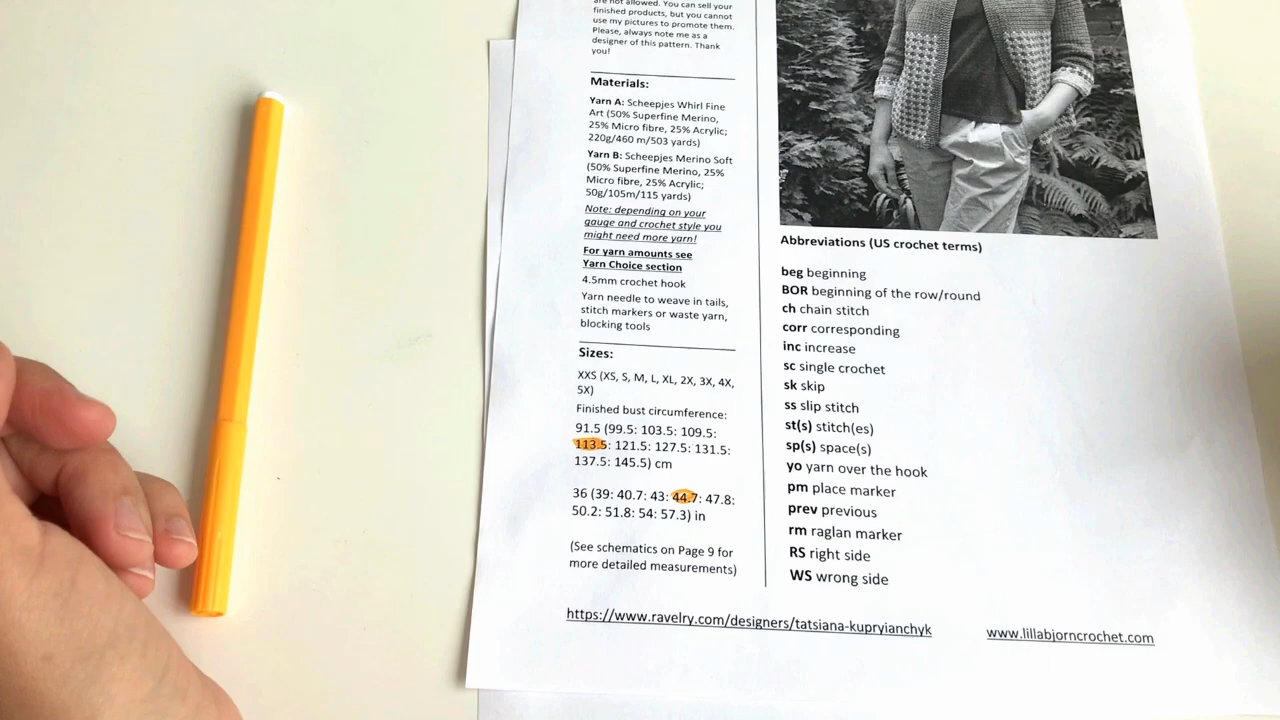 are not allowed. You can sell your
finished products, but you cannot
use my pictures to promote them.
Please, always note me as a
designer of this pattern. Thank
you!
Materials:
Yarn A: Scheepjes Whirl Fine
Art (50% Superfine Merino,
25% Micro fibre, 25% Acrylic;
220g/460 m/503 yards)
Yarn B: Scheepjes Merino Soft
(50% Superfine Merino, 25%
Micro fibre, 25% Acrylic;
50g/105m/115 yards)
Note: depending on your
gauge and crochet style you
might need more yarn!
For yarn amounts see
Yarn Choice section
4.5mm crochet hook
Yarn needle to weave in tails,
stitch markers or waste yarn,
blocking tools
Sizes:
XXS (XS, S, M, L, XL, 2X, 3X, 4X,
5X)
Finished bust circumference:
91.5 (99.5: 103.5: 109.5:
113.5: 121.5: 127.5: 131.5:
137.5: 145.5) cm
36 (39: 40.7: 43: 44.7: 47.8:
50.2: 51.8: 54: 57.3) in
(See schematics on Page 9 for
more detailed measurements)
Abbreviations (US crochet terms)
beg beginning
BOR beginning of the row/round
ch chain stitch
corr corresponding
inc increase
sc single crochet
sk skip
ss slip stitch
st(s) stitch(es)
sp(s) space(s)
yo yarn over the hook
pm place marker
prev previous
rm raglan marker
RS right side
WS wrong side
https://www.ravelry.com/designers/tatsiana-kupryianchyk
www.lillabjorncrochet.com